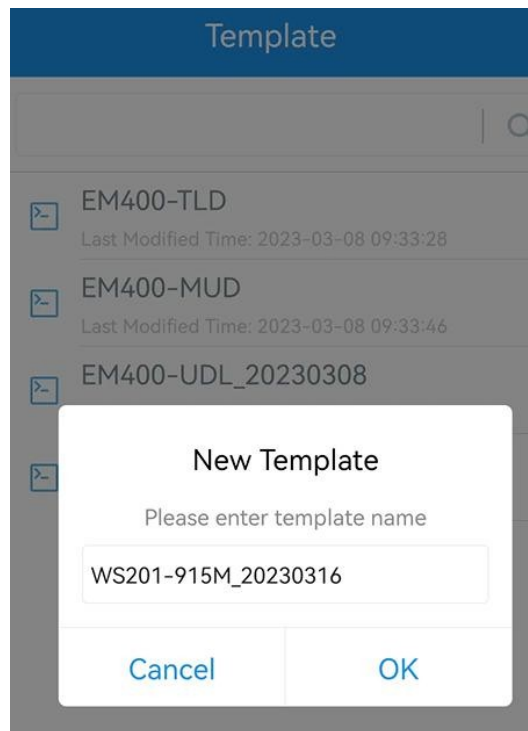 Template
EM400-TLD
Last Modified Time: 2023-03-08 09:33:28
EM400-MUD
Last Modified Time: 2023-03-08 09:33:46
EM400-UDL_20230308
New Template
Please enter template name
WS201-915M_20230316
Cancel
OK